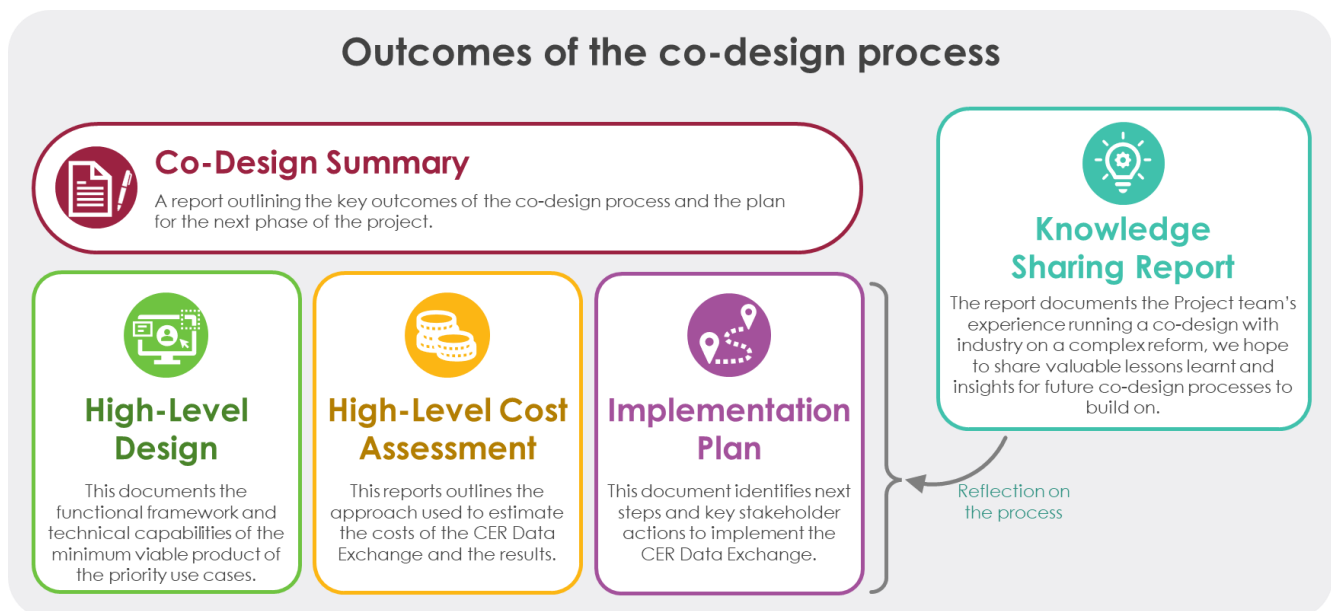 Outcomes of the co-design process
Co-Design Summary
A report outlining the key outcomes of the co-design process and the plan
for the next phase of the project.
High-Level
Design
This documents the
functional framework and
technical capabilities of the
minimum viable product of
the priority use cases.
High-Level Cost
Assessment
This reports outlines the
approach used to estimate
the costs of the CER Data
Exchange and the results.
Implementation
Plan
This document identifies next
steps and key stakeholder
actions to implement the
CER Data Exchange.
Knowledge
Sharing Report
The report documents the Project team's
experience running a co-design with
industry on a complex reform, we hope
to share valuable lessons learnt and
insights for future co-design processes to
build on.
Reflection on
the process